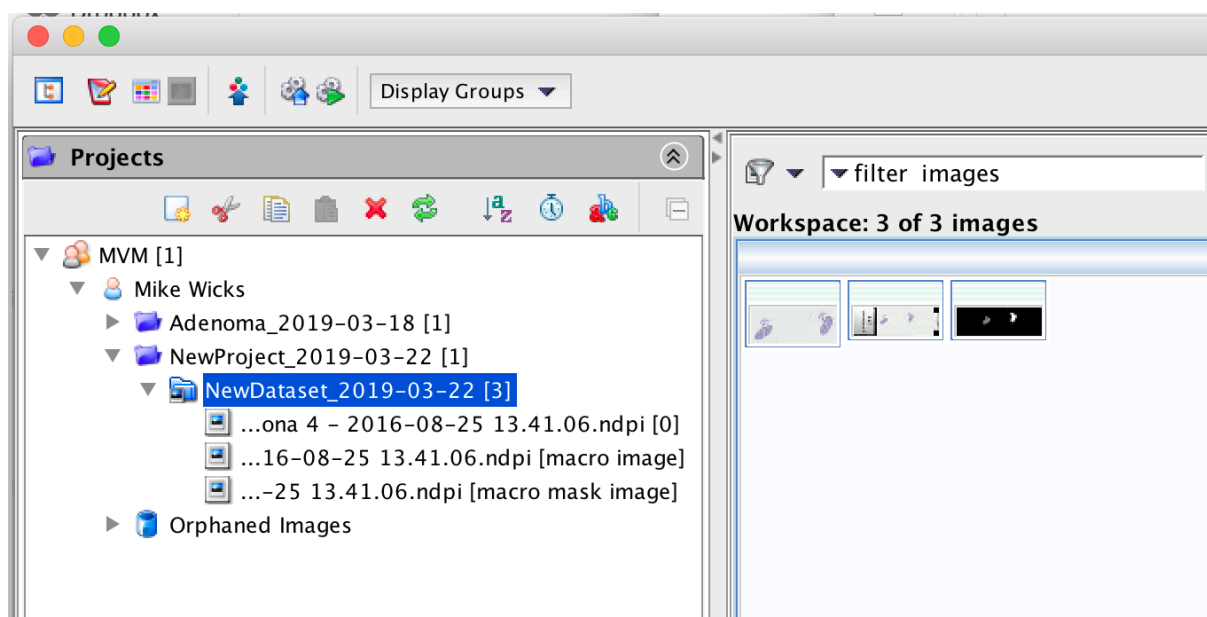 Display Groups
Projects
filter images
Workspace: 3 of 3 images
MVM [1]
Mike Wicks
Adenoma_2019-03-18 [1]
NewProject_2019-03-22 [1]
NewDataset_2019-03-22 [3]
...ona 4 - 2016-08-25 13.41.06.ndpi [0]
...16-08-25 13.41.06.ndpi [macro image]
...-25 13.41.06.ndpi [macro mask image]
Orphaned Images